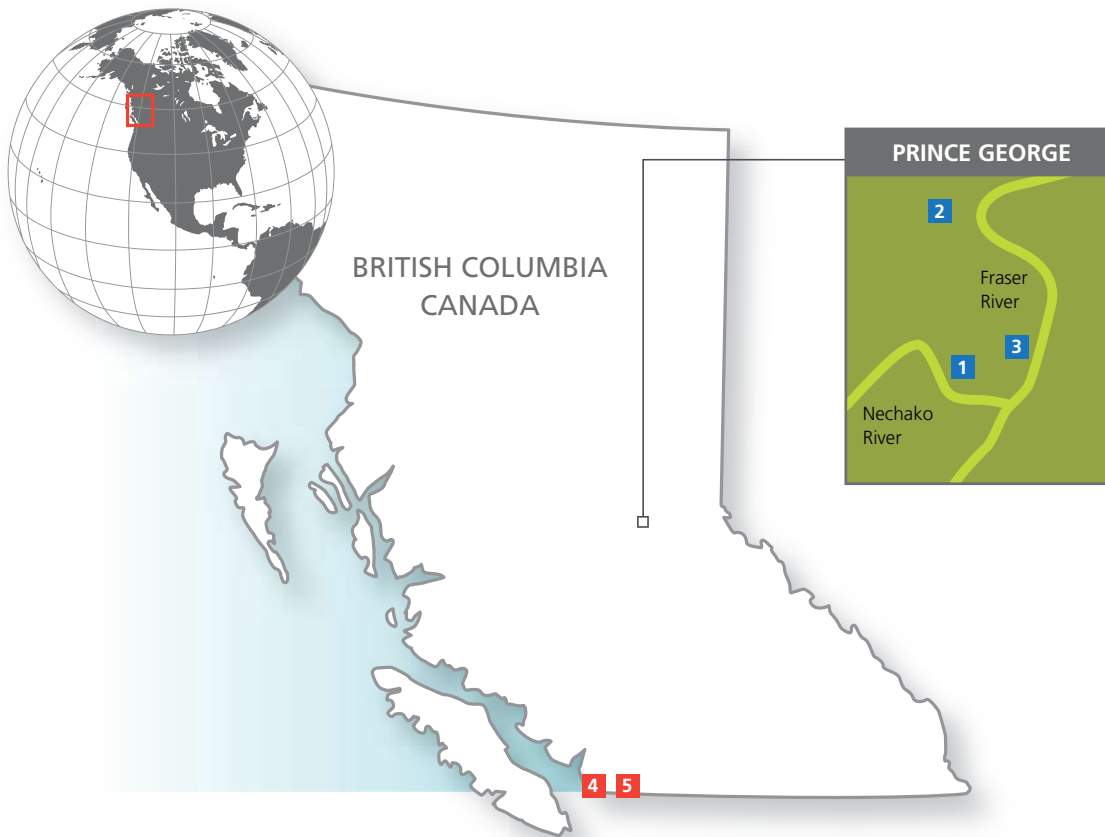 BRITISH COLUMBIA
CANADA
PRINCE GEORGE
2
Fraser
River
3
1
Nechako
River
4 5